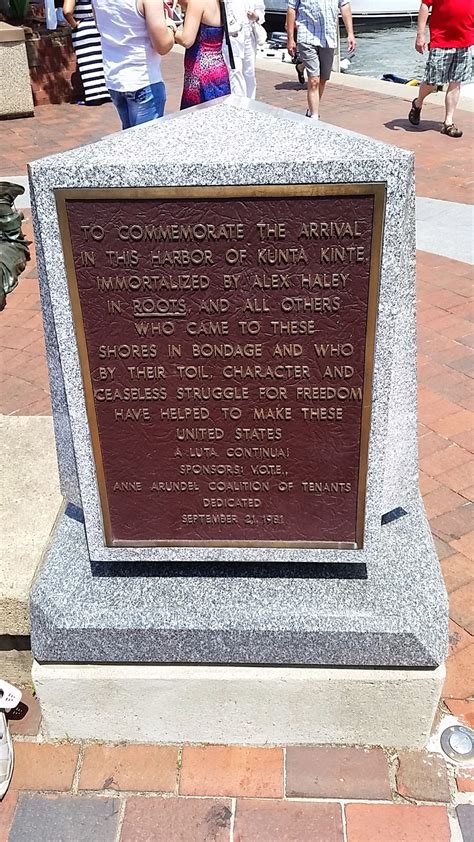 TO COMMEMORATE THE ARRIVAL
IN THIS HARBOR OF KUNTA KINTE,
IMMORTALIZED BY ALEX HALEY
IN ROOTS, AND ALL OTHERS
WHO CAME TO THESE
SHORES IN BONDAGE AND WHO
BY THEIR TOIL, CHARACTER AND
CEASELESS STRUGGLE FOR FREEDOM
HAVE HELPED TO MAKE THESE
UNITED STATES
A LUTA CONTINUA!
SPONSORS: V.O.T.E.,
ANNE ARUNDEL COALITION OF TENANTS
DEDICATED
SEPTEMBER 21, 1981